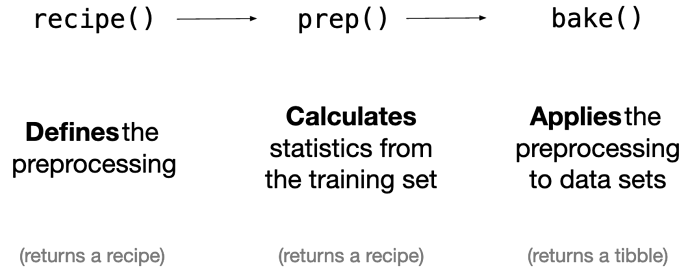 recipe() prep() bake()
Defines the
preprocessing
Calculates
statistics from
the training set
Applies the
preprocessing
to data sets
(returns a recipe) (returns a recipe) (returns a tibble)